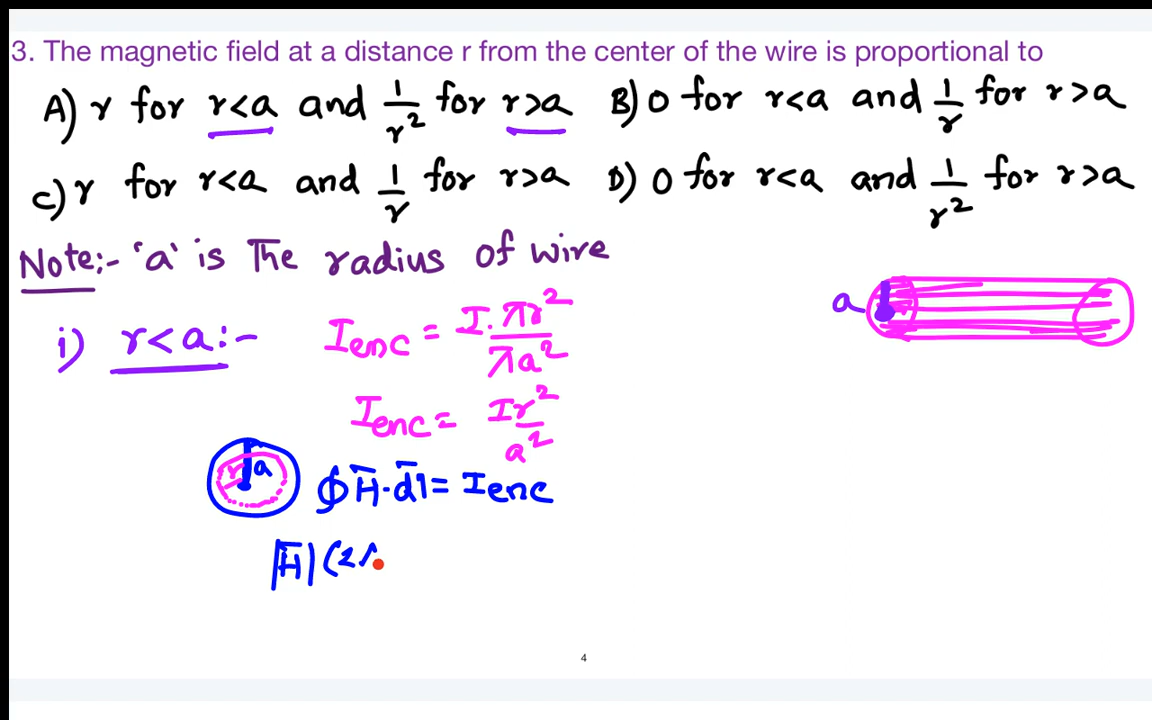 3. The magnetic field at a distance r from the center of the wire is proportional to
A) r for r<a and 1/r² for r>a B) 0 for r<a and 1/r for r>a
C) r for r<a and 1/r for r>a D) 0 for r<a and 1/r² for r>a
Note:- 'a' is The radius of wire
a
i) r<a:- Ienc = I.πr²/πa²
Ienc = Ir²/a²
r a ∮H̄·d̄l = Ienc
|H̄|(2
4